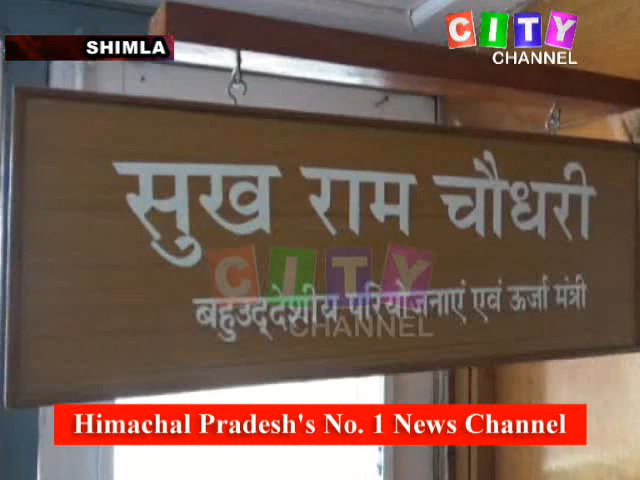 SHIMLA
CITY
CHANNEL
सुख राम चौधरी
CITY
बहुउद्देशीय परियोजनाएं एवं ऊर्जा मंत्री
CHANNEL
Himachal Pradesh's No. 1 News Channel